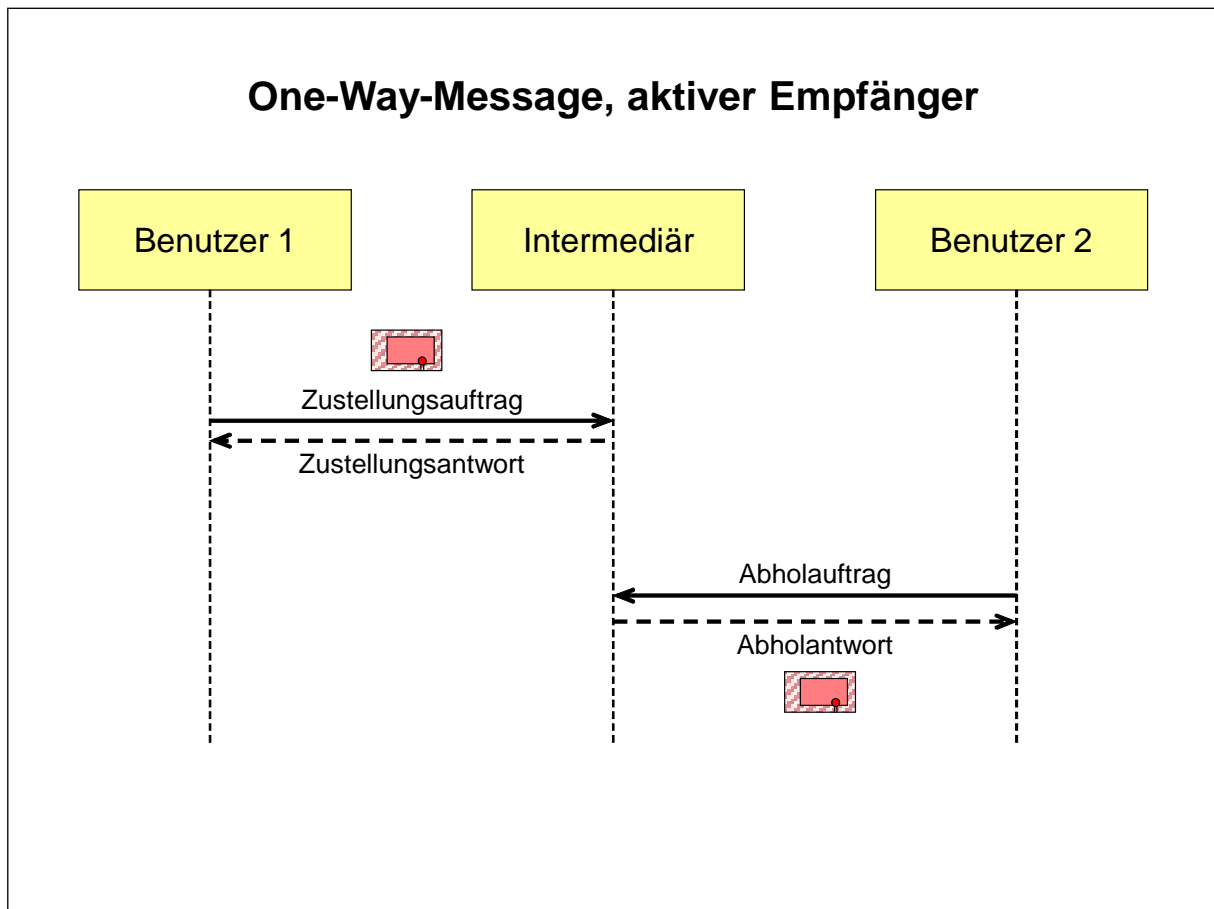 One-Way-Message, aktiver Empfänger
Benutzer 1
Intermediär
Benutzer 2
Zustellungsauftrag
Zustellungsantwort
Abholauftrag
Abholantwort